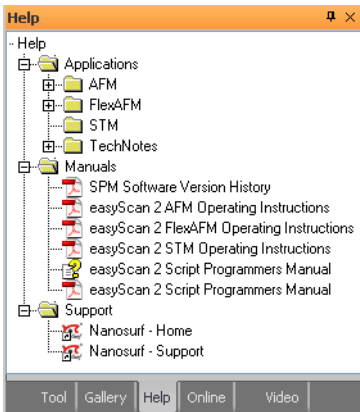 Help
Help
Applications
AFM
FlexAFM
STM
TechNotes
Manuals
SPM Software Version History
easyScan 2 AFM Operating Instructions
easyScan 2 FlexAFM Operating Instructions
easyScan 2 STM Operating Instructions
easyScan 2 Script Programmers Manual
easyScan 2 Script Programmers Manual
Support
Nanosurf - Home
Nanosurf - Support
Tool Gallery Help Online Video